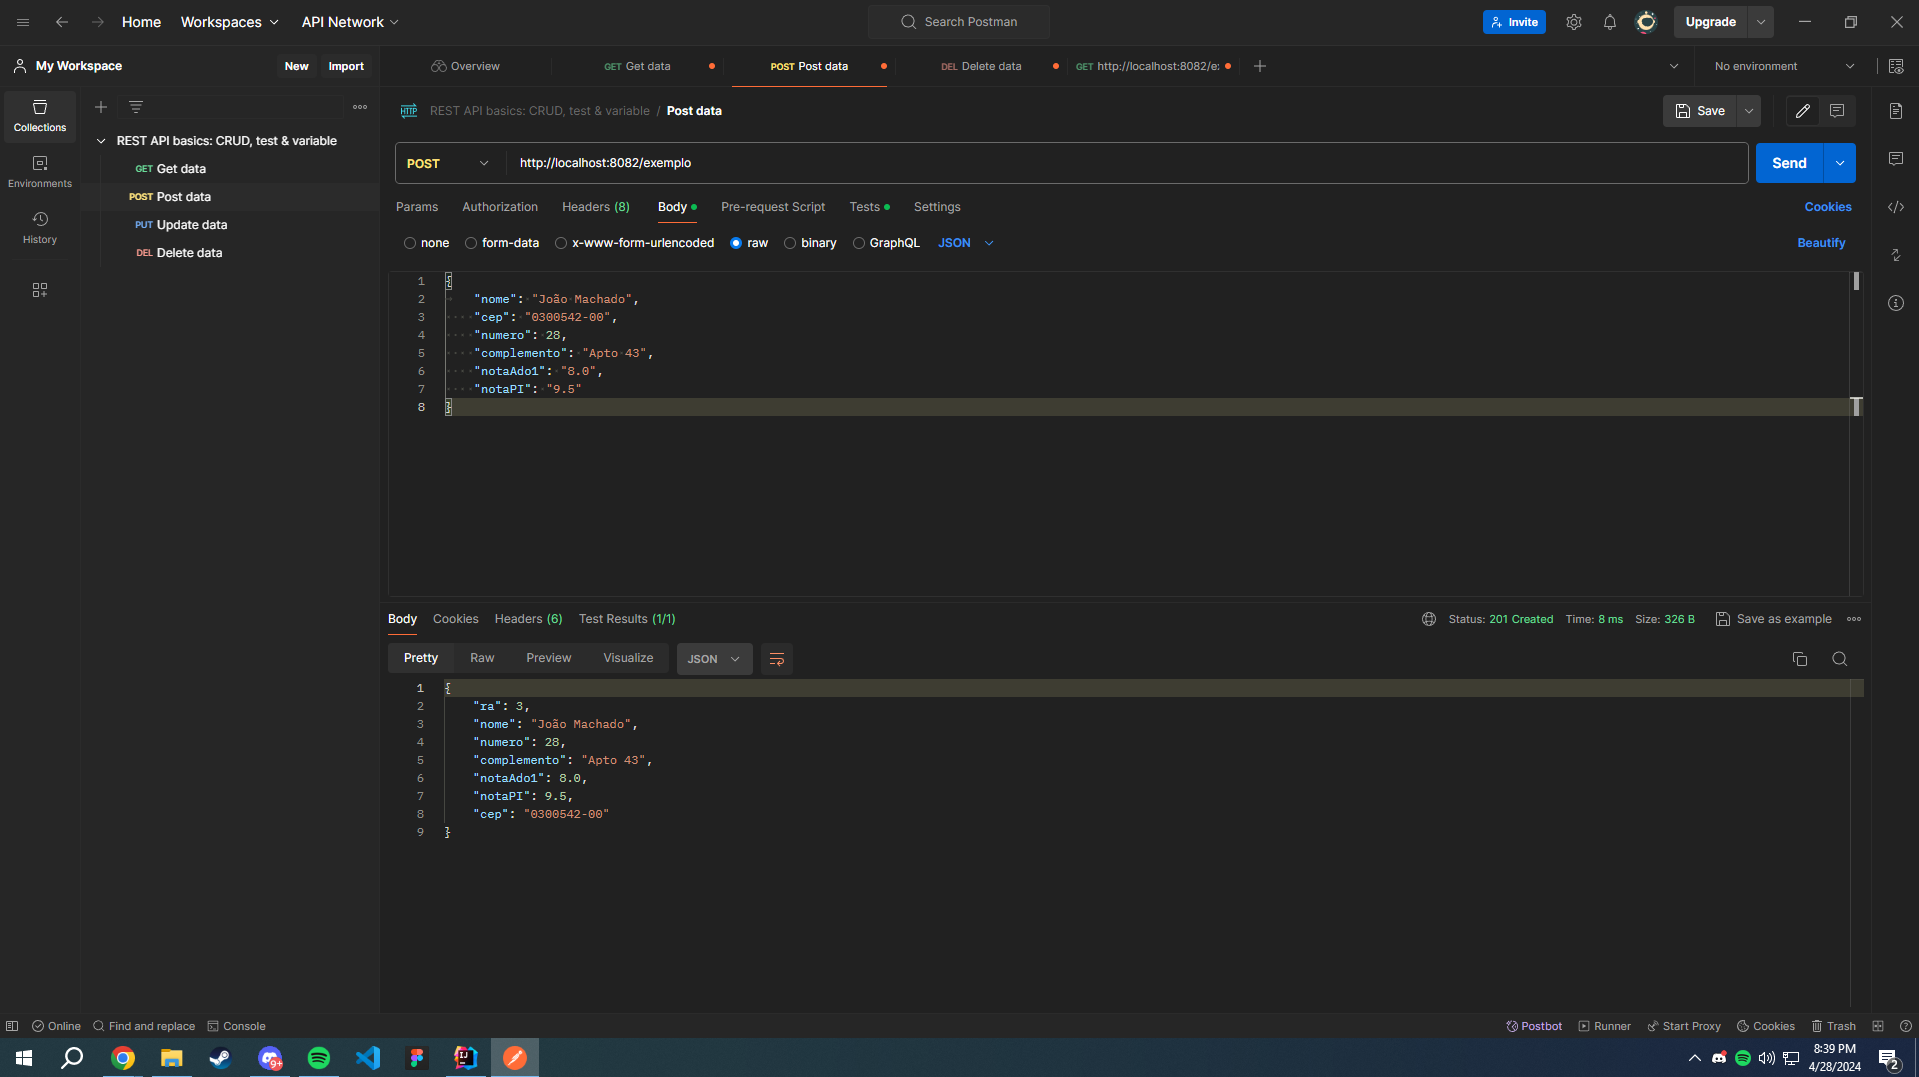 Home Workspaces API Network Search Postman Invite Upgrade
My Workspace New Import Overview GET Get data POST Post data DEL Delete data GET http://localhost:8082/e: No environment
Collections
Environments
History
REST API basics: CRUD, test & variable
GET Get data
POST Post data
PUT Update data
DEL Delete data
HTTP REST API basics: CRUD, test & variable / Post data Save
POST http://localhost:8082/exemplo Send
Params Authorization Headers (8) Body Pre-request Script Tests Settings Cookies
none form-data x-www-form-urlencoded raw binary GraphQL JSON Beautify
1 {
2 "nome": "João Machado",
3 "cep": "0300542-00",
4 "numero": 28,
5 "complemento": "Apto 43",
6 "notaAdo1": "8.0",
7 "notaPI": "9.5"
8 }
Body Cookies Headers (6) Test Results (1/1) Status: 201 Created Time: 8 ms Size: 326 B Save as example
Pretty Raw Preview Visualize JSON
1 {
2 "ra": 3,
3 "nome": "João Machado",
4 "numero": 28,
5 "complemento": "Apto 43",
6 "notaAdo1": 8.0,
7 "notaPI": 9.5,
8 "cep": "0300542-00"
9 }
Online Find and replace Console Postbot Runner Start Proxy Cookies Trash
9+ IJ 8:39 PM
4/28/2024 2